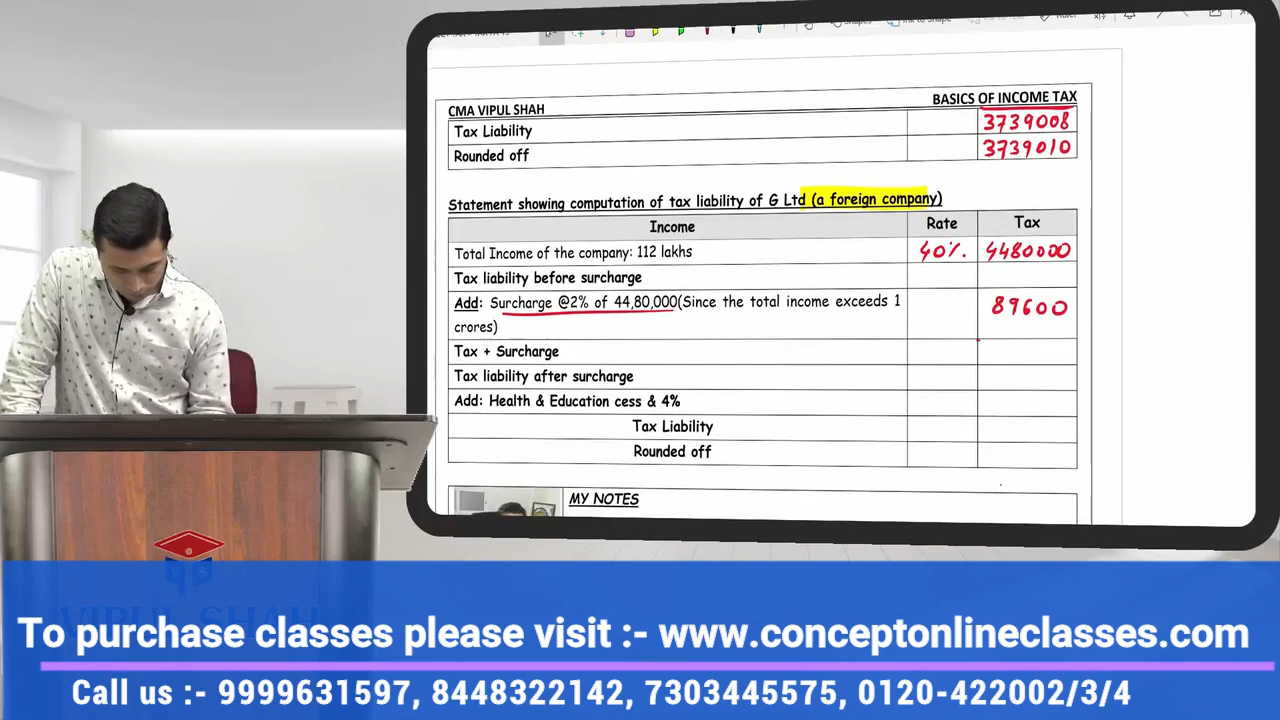 CMA VIPUL SHAH BASICS OF INCOME TAX
Tax Liability 3739008
Rounded off 3739010
Statement showing computation of tax liability of G Ltd (a foreign company)
Income Rate Tax
Total Income of the company: 112 lakhs 40%. 4480000
Tax liability before surcharge
Add: Surcharge @2% of 44,80,000(Since the total income exceeds 1 89600
crores)
Tax + Surcharge
Tax liability after surcharge
Add: Health & Education cess & 4%
Tax Liability
Rounded off
MY NOTES
VIPUL SHAH
To purchase classes please visit :- www.conceptonlineclasses.com
Call us :- 9999631597, 8448322142, 7303445575, 0120-422002/3/4